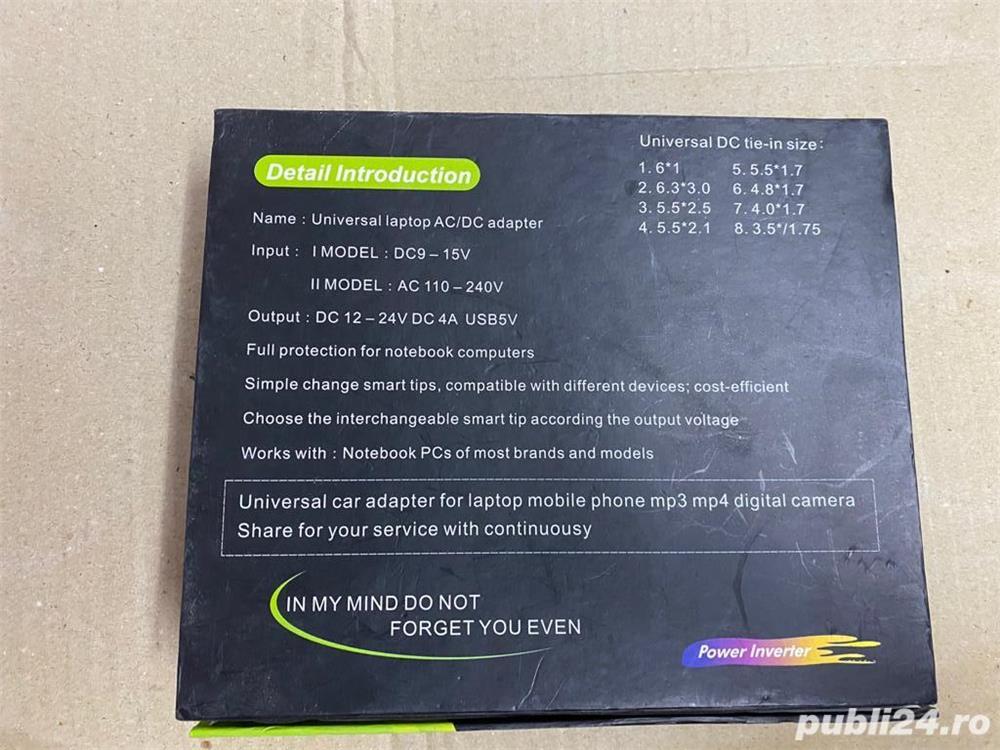 Detail Introduction
Name : Universal laptop AC/DC adapter
Input : I MODEL : DC9 – 15V
II MODEL : AC 110 – 240V
Output : DC 12 – 24V DC 4A USB5V
Full protection for notebook computers
Simple change smart tips, compatible with different devices; cost-efficient
Choose the interchangeable smart tip according the output voltage
Works with : Notebook PCs of most brands and models
Universal DC tie-in size :
1. 6*1 5. 5.5*1.7
2. 6.3*3.0 6. 4.8*1.7
3. 5.5*2.5 7. 4.0*1.7
4. 5.5*2.1 8. 3.5*/1.75
Universal car adapter for laptop mobile phone mp3 mp4 digital camera
Share for your service with continuousy
IN MY MIND DO NOT
FORGET YOU EVEN
Power Inverter
publi24.ro